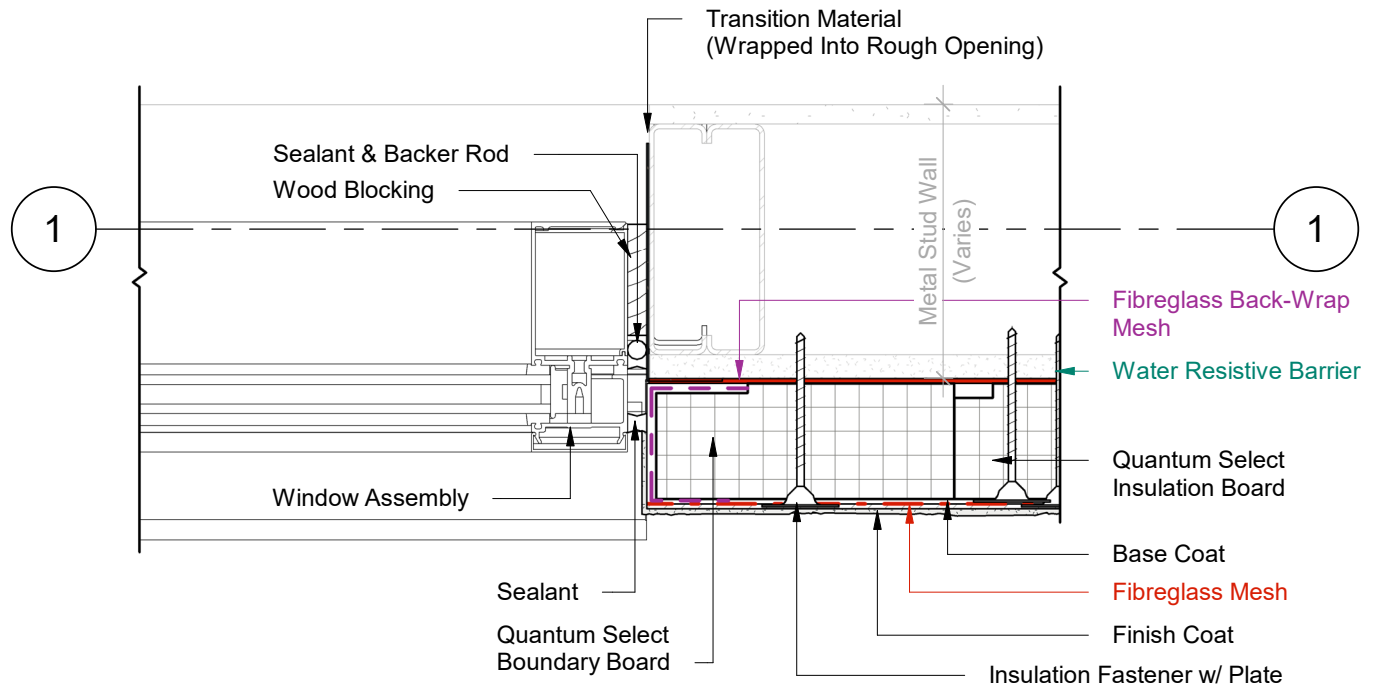 Transition Material
(Wrapped Into Rough Opening)
Sealant & Backer Rod
Wood Blocking
1
1
Metal Stud Wall
(Varies)
Fibreglass Back-Wrap
Mesh
Water Resistive Barrier
Quantum Select
Insulation Board
Window Assembly
Base Coat
Sealant
Fibreglass Mesh
Quantum Select
Boundary Board
Finish Coat
Insulation Fastener w/ Plate